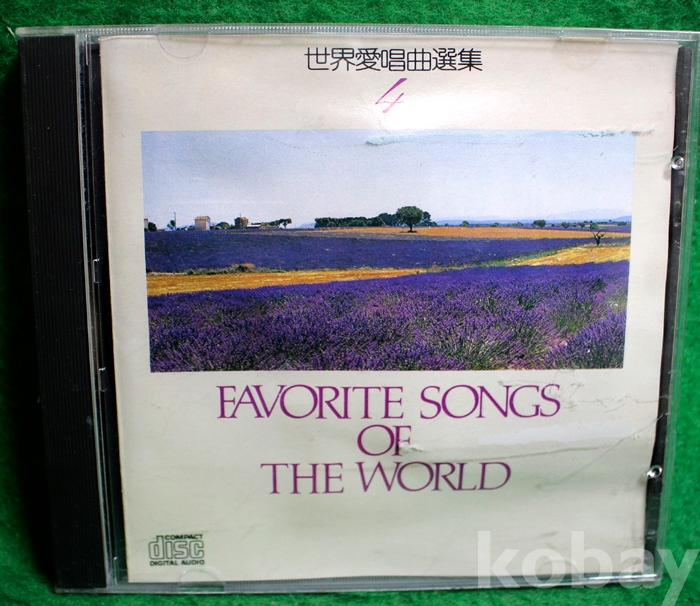 世界愛唱曲選集
4
FAVORITE SONGS
OF
THE WORLD
COMPACT
disc
DIGITAL AUDIO
kobay